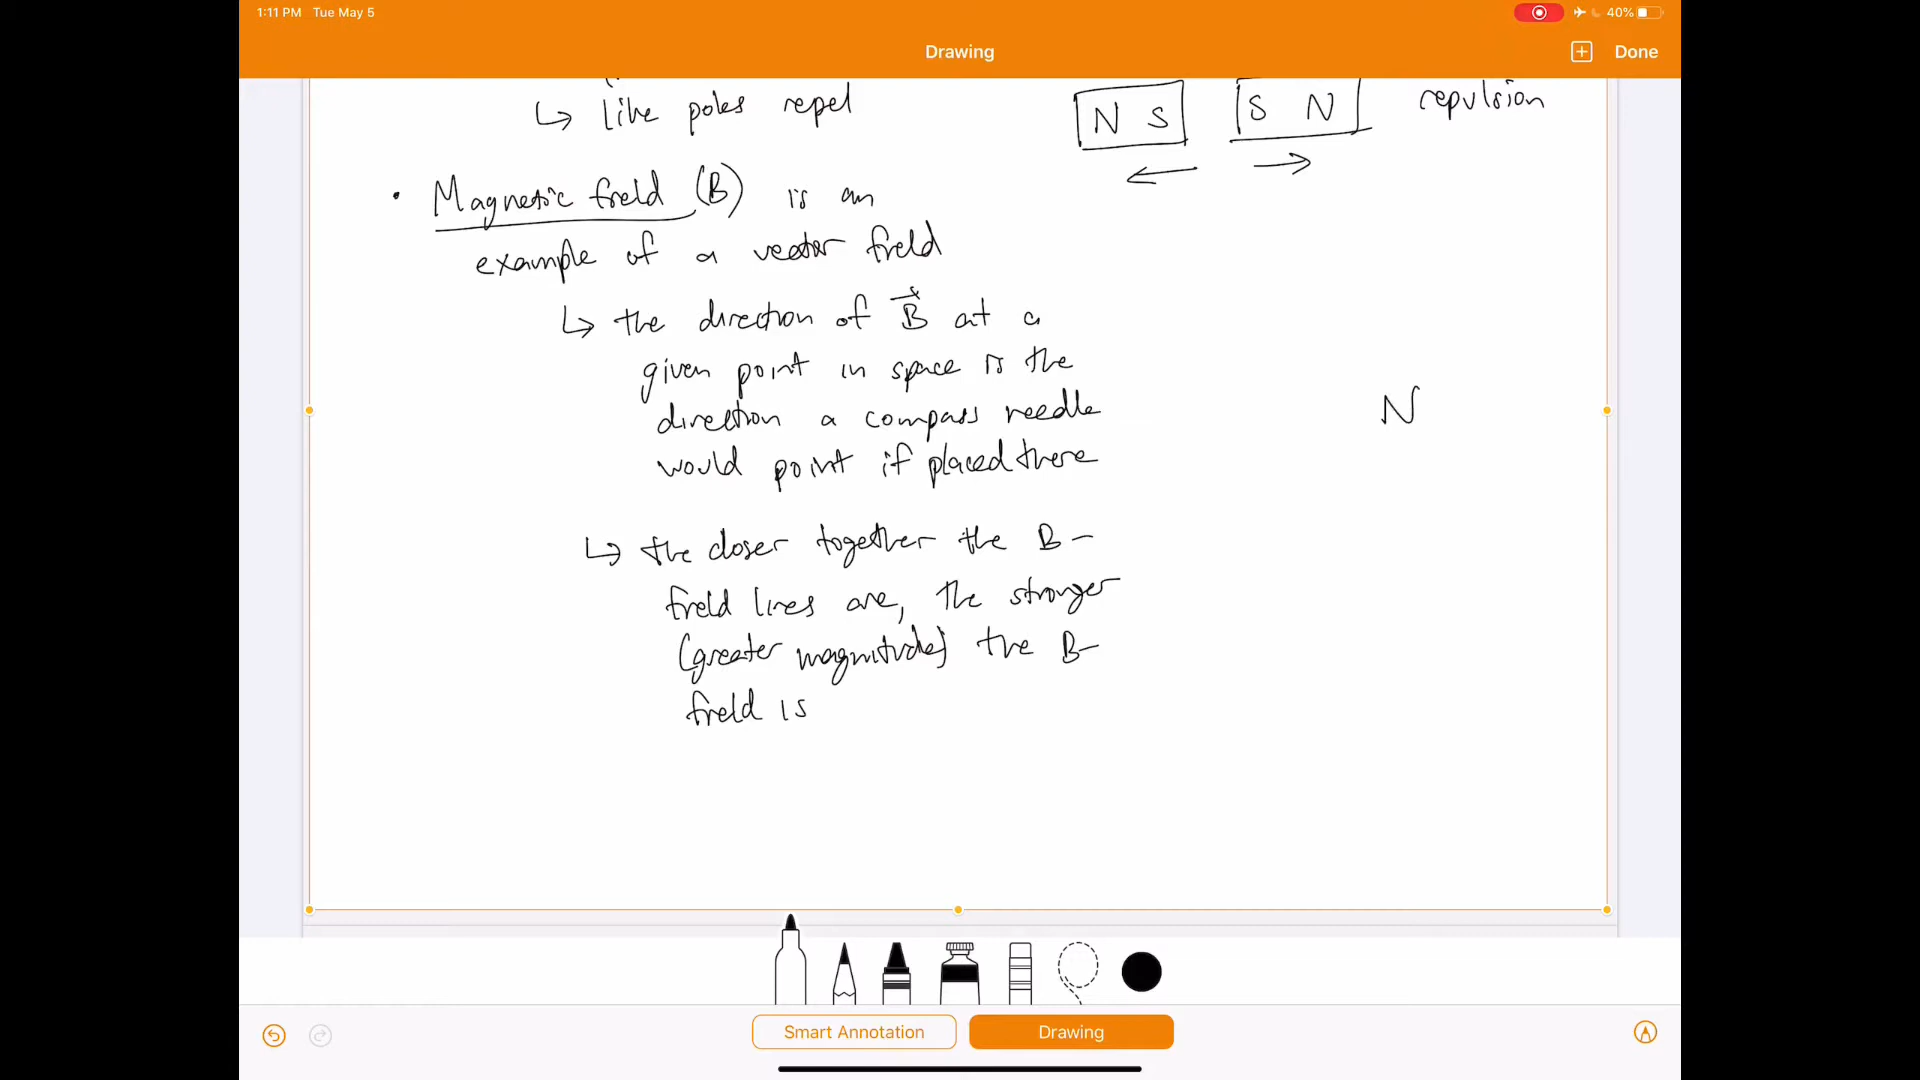 1:11 PM Tue May 5
40%
Drawing
Done
↳ like poles repel
N S
S N
repulsion
← →
• Magnetic field (B) is an
example of a vector field
↳ the direction of B⃗ at a
given point in space is the
direction a compass needle
would point if placed there
N
↳ the closer together the B-
field lines are, the stronger
(greater magnitude) the B-
field is
Smart Annotation
Drawing